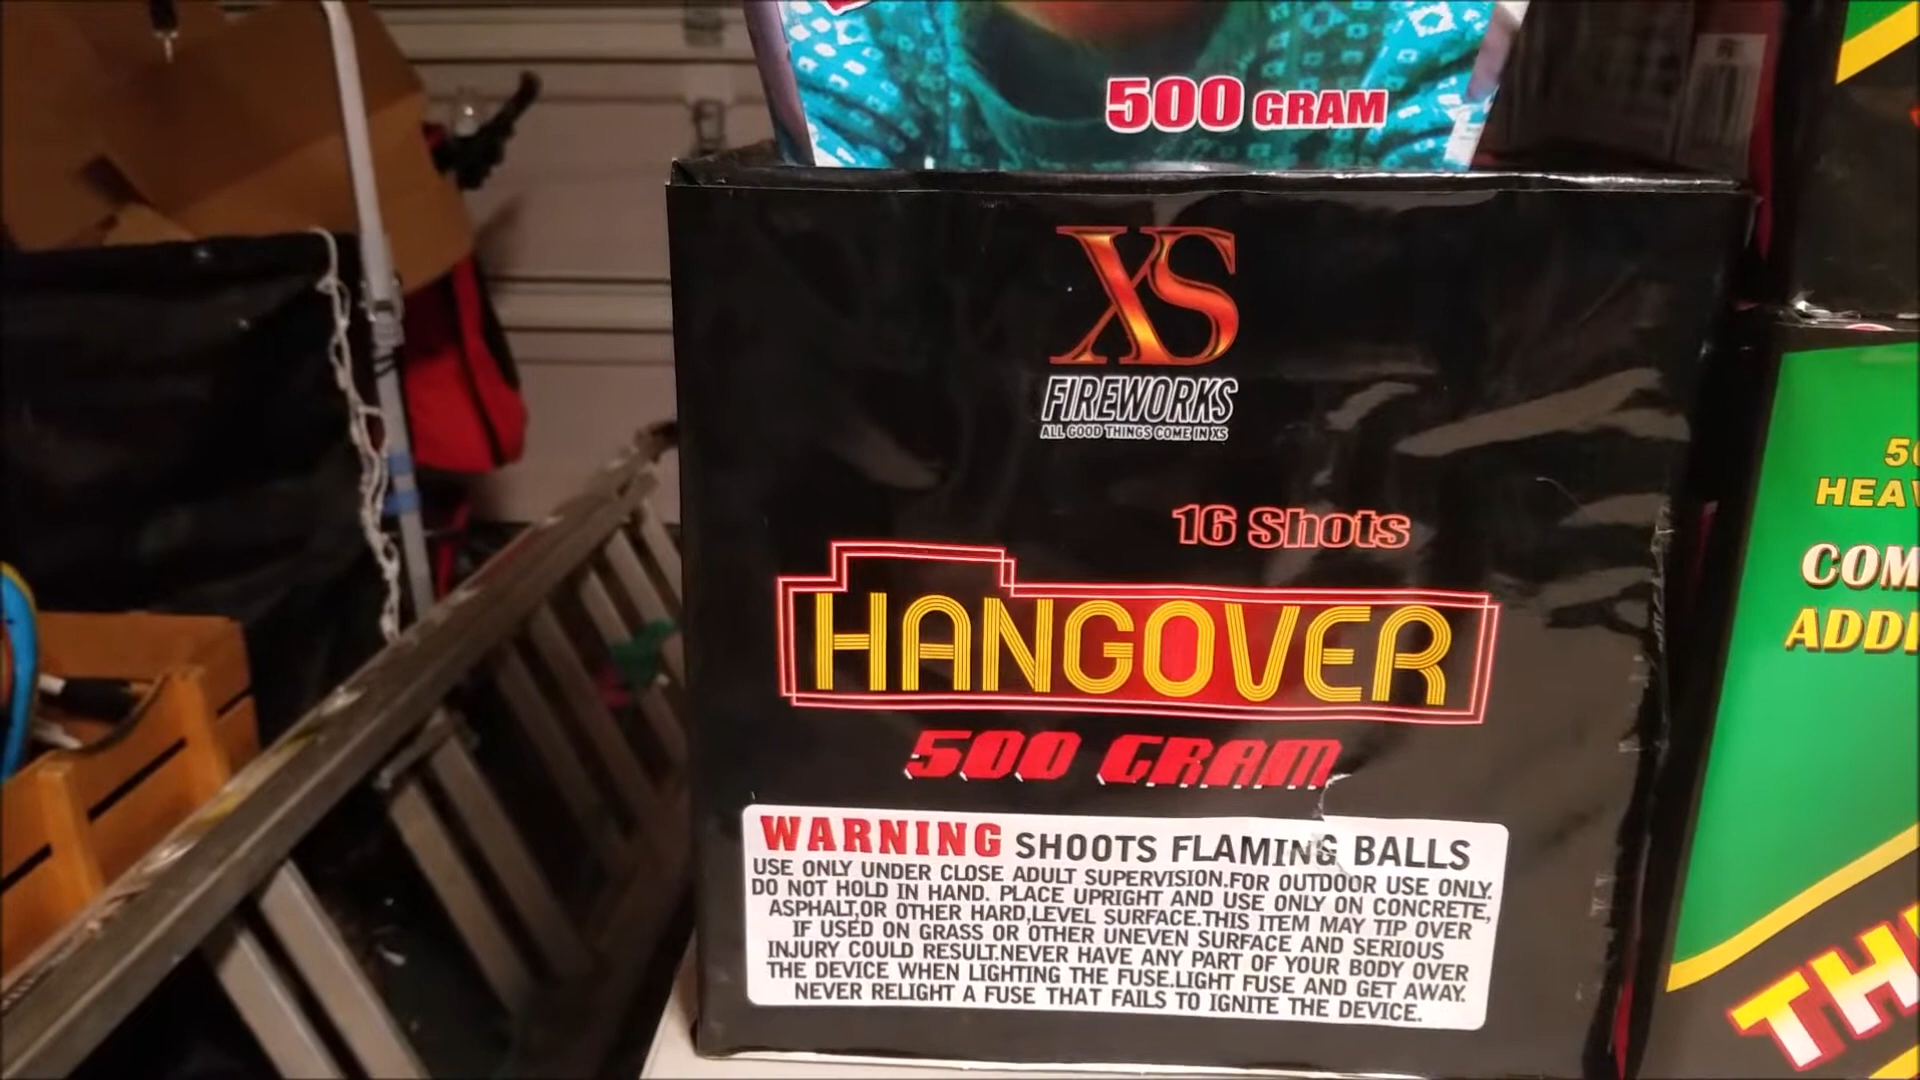 500 GRAM
XS
FIREWORKS
ALL GOOD THINGS COME IN XS
16 Shots
HANGOVER
500 GRAM
WARNING SHOOTS FLAMING BALLS
USE ONLY UNDER CLOSE ADULT SUPERVISION.FOR OUTDOOR USE ONLY.
DO NOT HOLD IN HAND. PLACE UPRIGHT AND USE ONLY ON CONCRETE,
ASPHALT,OR OTHER HARD,LEVEL SURFACE.THIS ITEM MAY TIP OVER
IF USED ON GRASS OR OTHER UNEVEN SURFACE AND SERIOUS
INJURY COULD RESULT.NEVER HAVE ANY PART OF YOUR BODY OVER
THE DEVICE WHEN LIGHTING THE FUSE.LIGHT FUSE AND GET AWAY.
NEVER RELIGHT A FUSE THAT FAILS TO IGNITE THE DEVICE.